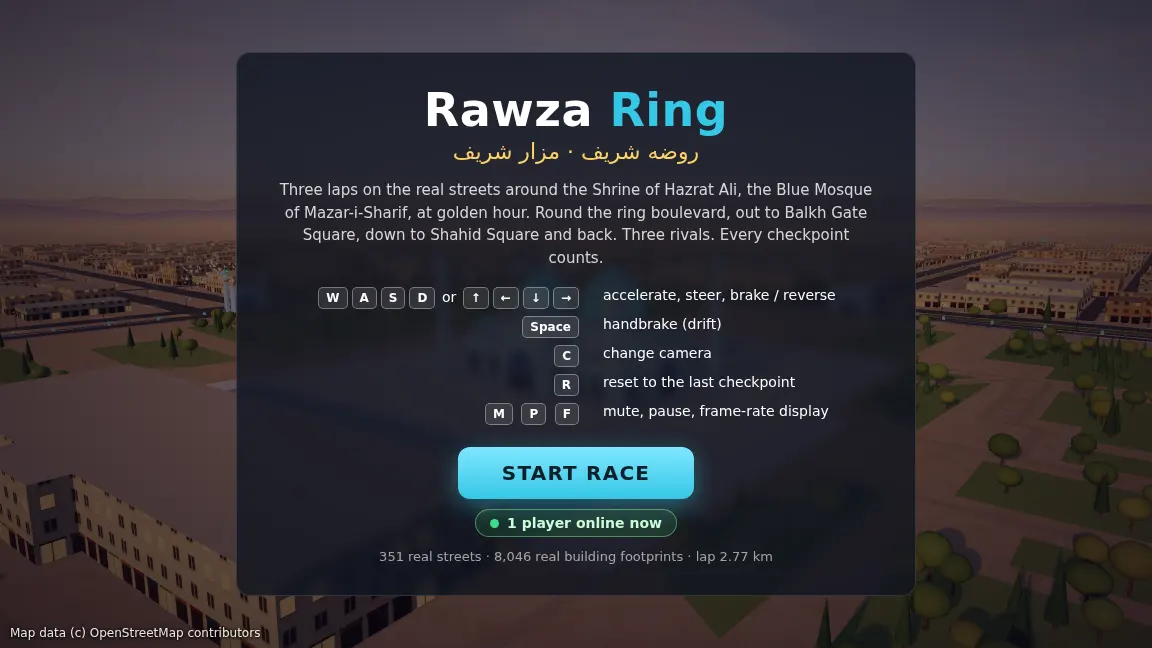 Rawza Ring
روضه شریف · مزار شریف
Three laps on the real streets around the Shrine of Hazrat Ali, the Blue Mosque
of Mazar-i-Sharif, at golden hour. Round the ring boulevard, out to Balkh Gate
Square, down to Shahid Square and back. Three rivals. Every checkpoint
counts.
W A S D or ↑ ← ↓ → accelerate, steer, brake / reverse
Space handbrake (drift)
C change camera
R reset to the last checkpoint
M P F mute, pause, frame-rate display
START RACE
1 player online now
351 real streets · 8,046 real building footprints · lap 2.77 km
Map data (c) OpenStreetMap contributors